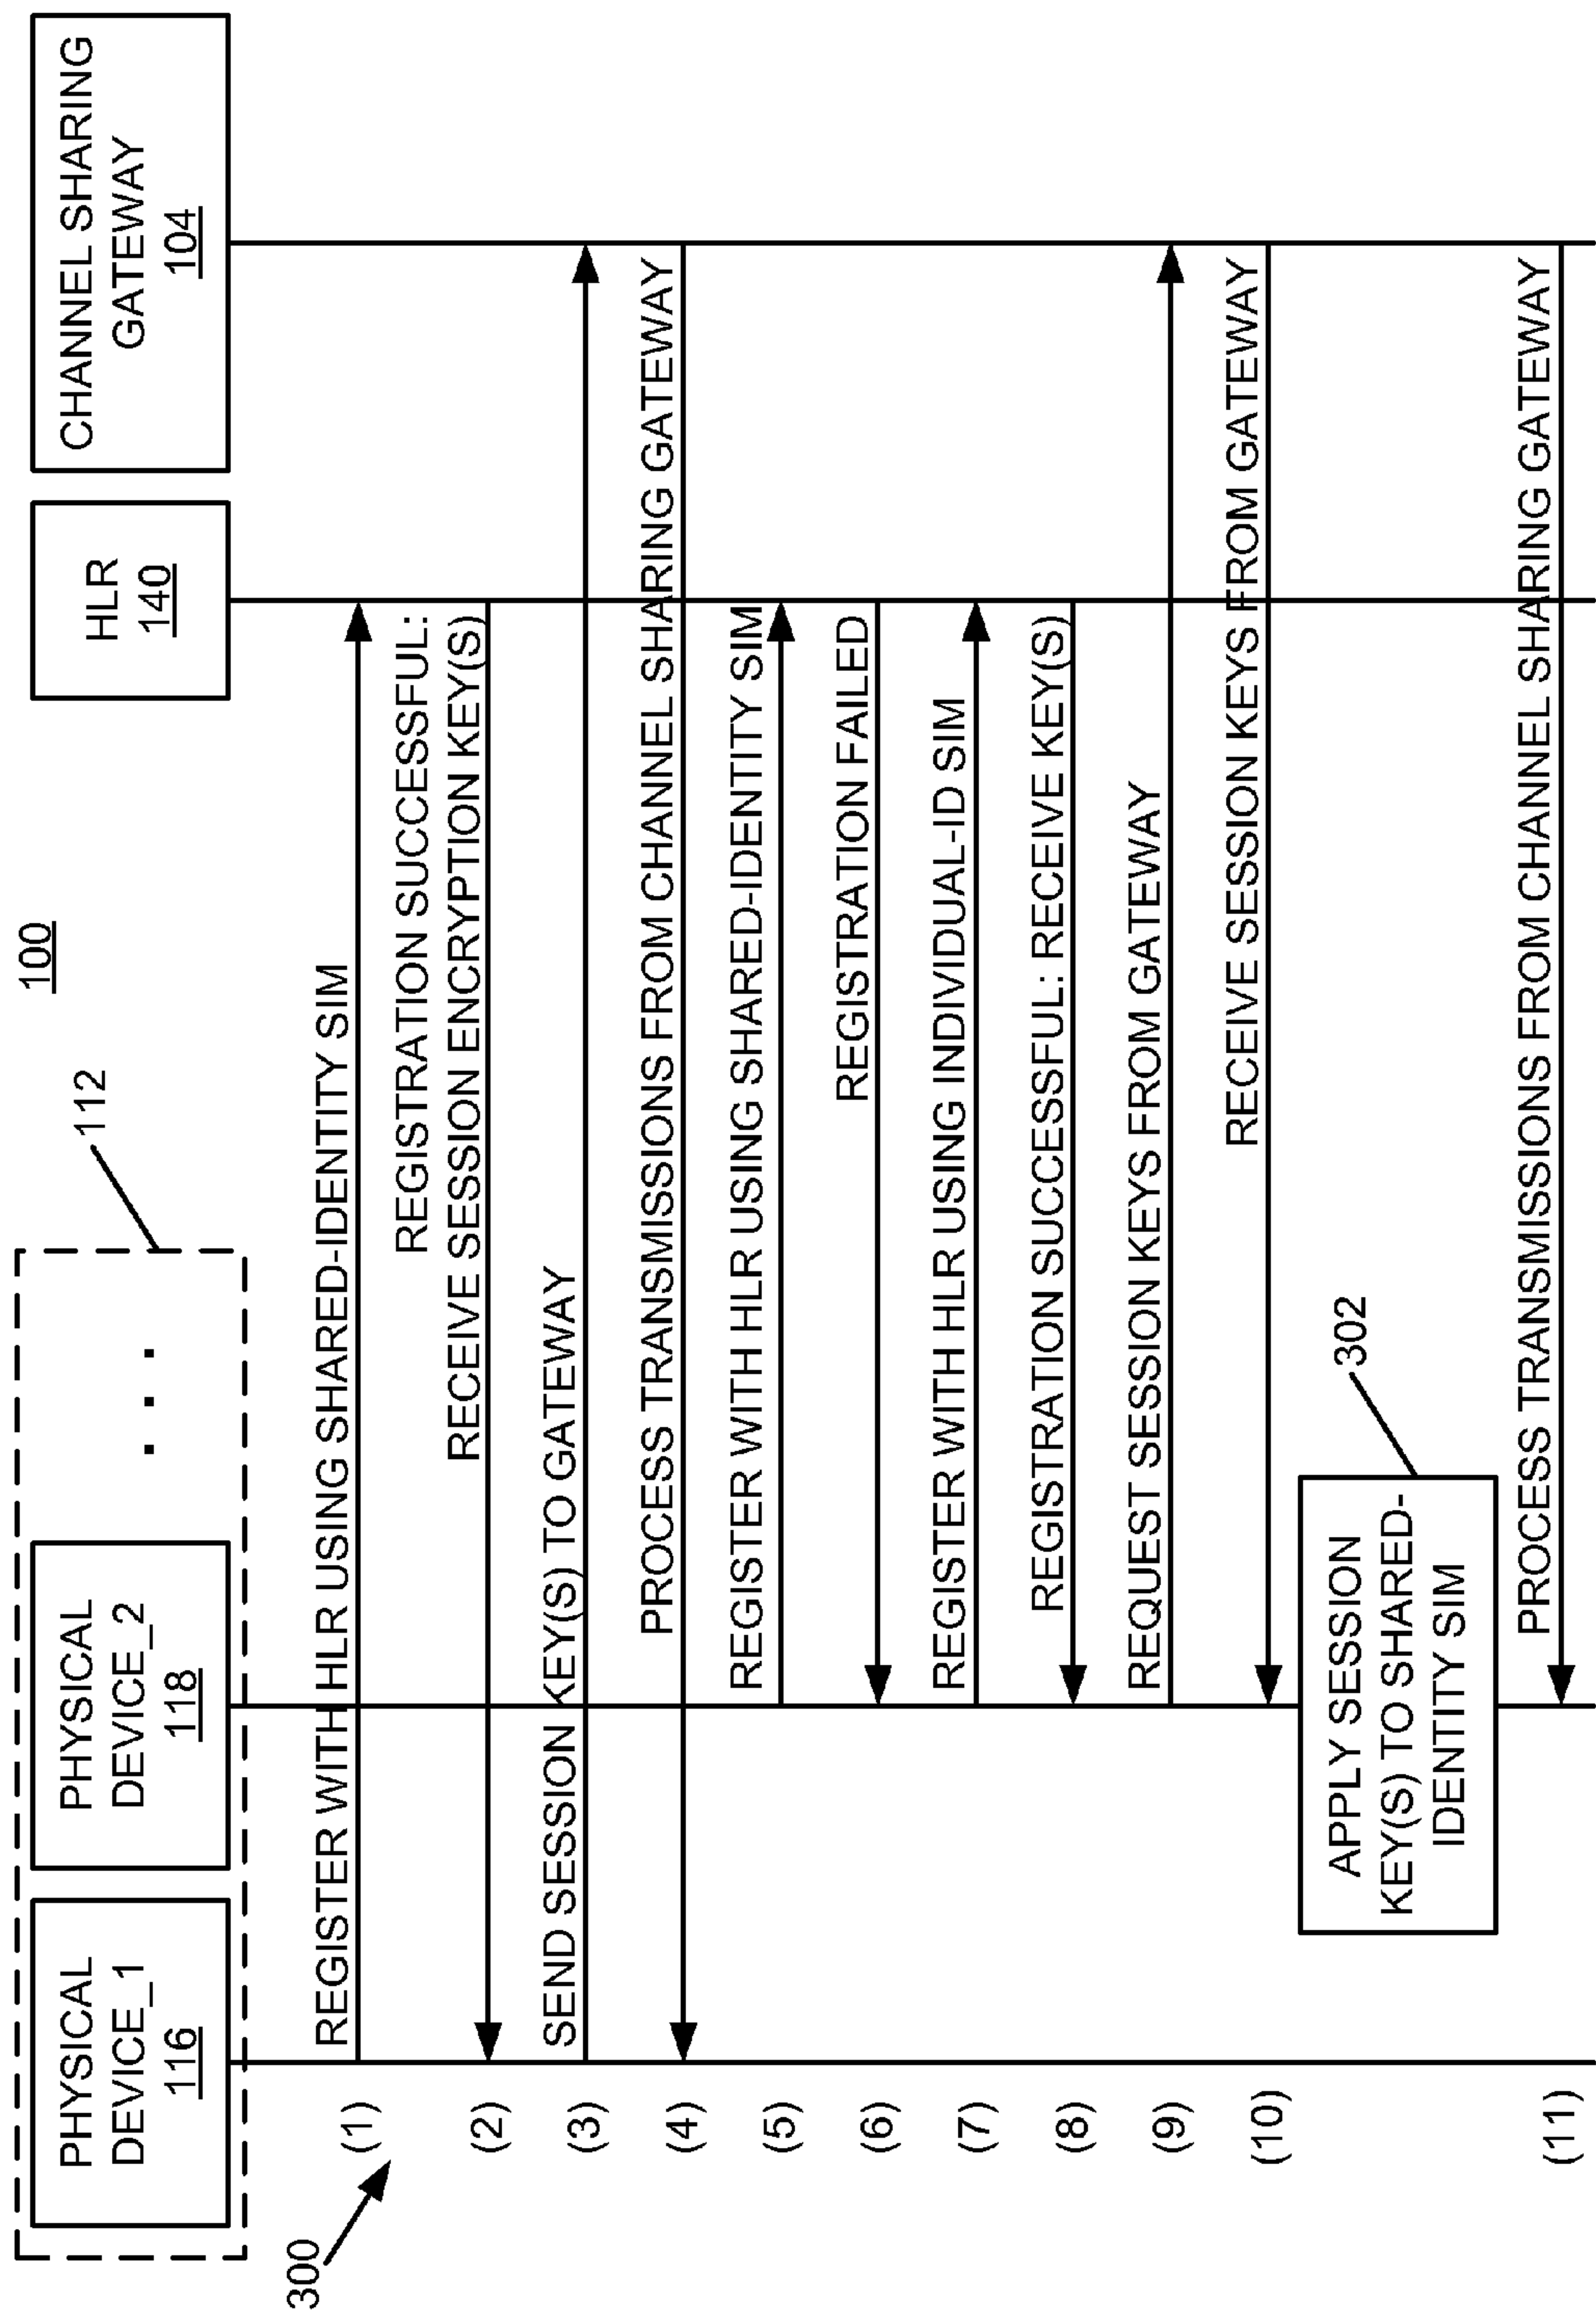 100
112
PHYSICAL
DEVICE_1
116
PHYSICAL
DEVICE_2
118
. . .
HLR
140
CHANNEL SHARING
GATEWAY
104
300
(1)
REGISTER WITH HLR USING SHARED-IDENTITY SIM
(2)
REGISTRATION SUCCESSFUL:
RECEIVE SESSION ENCRYPTION KEY(S)
(3)
SEND SESSION KEY(S) TO GATEWAY
(4)
PROCESS TRANSMISSIONS FROM CHANNEL SHARING GATEWAY
(5)
REGISTER WITH HLR USING SHARED-IDENTITY SIM
(6)
REGISTRATION FAILED
(7)
REGISTER WITH HLR USING INDIVIDUAL-ID SIM
(8)
REGISTRATION SUCCESSFUL: RECEIVE KEY(S)
(9)
REQUEST SESSION KEYS FROM GATEWAY
(10)
RECEIVE SESSION KEYS FROM GATEWAY
APPLY SESSION
KEY(S) TO SHARED-
IDENTITY SIM
302
(11)
PROCESS TRANSMISSIONS FROM CHANNEL SHARING GATEWAY